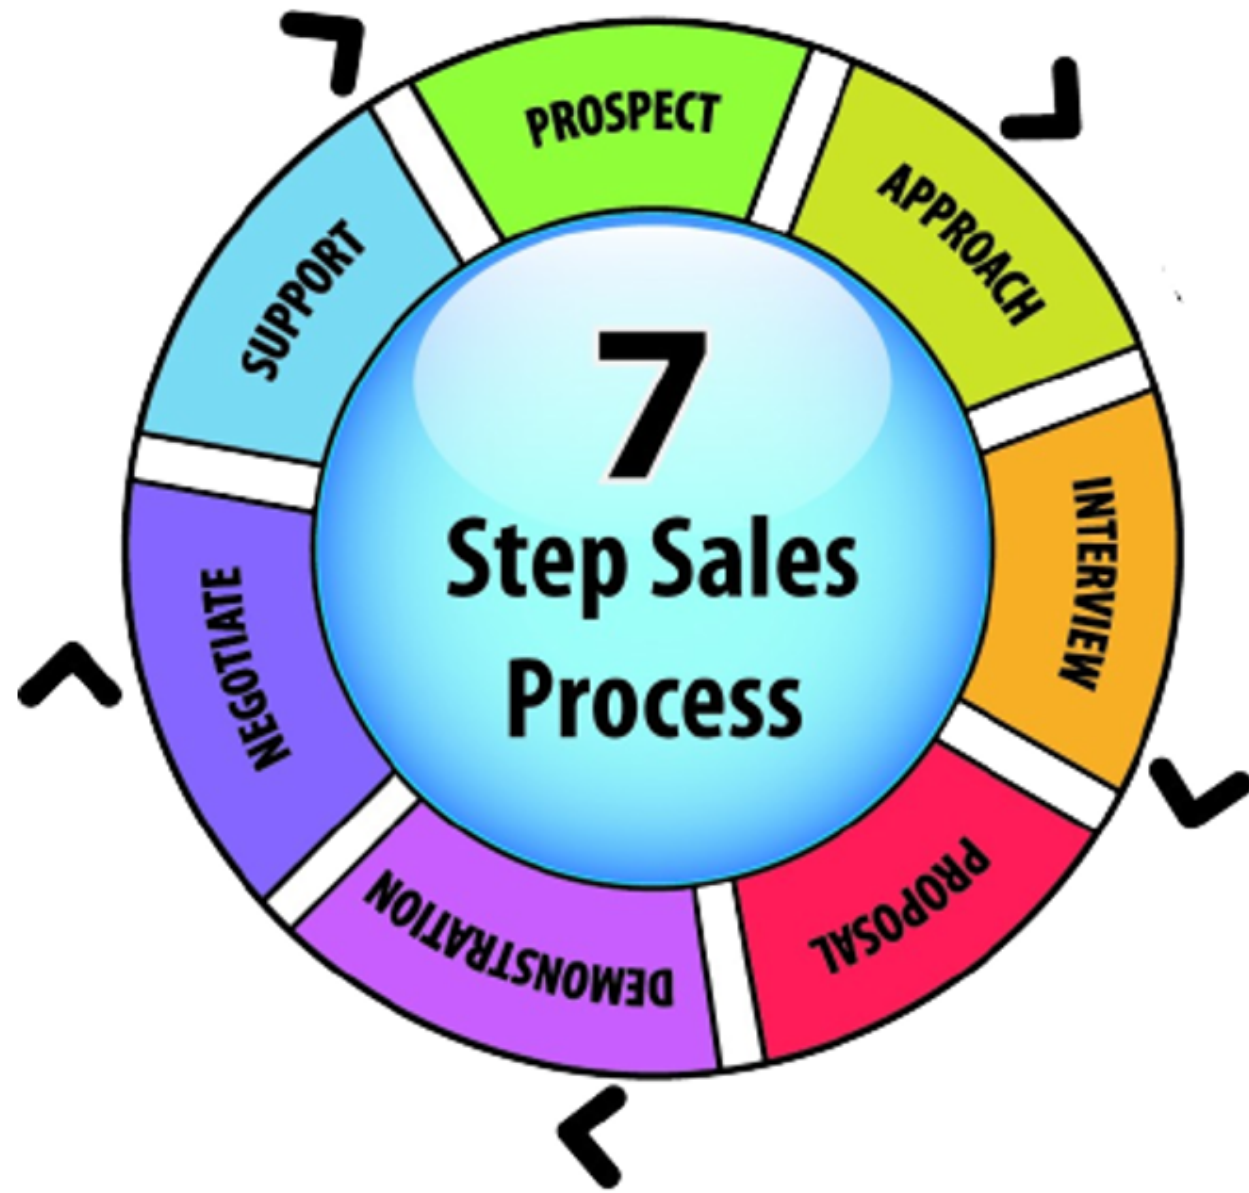 7
Step Sales
Process
PROSPECT
APPROACH
INTERVIEW
PROPOSAL
DEMONSTRATION
NEGOTIATE
SUPPORT